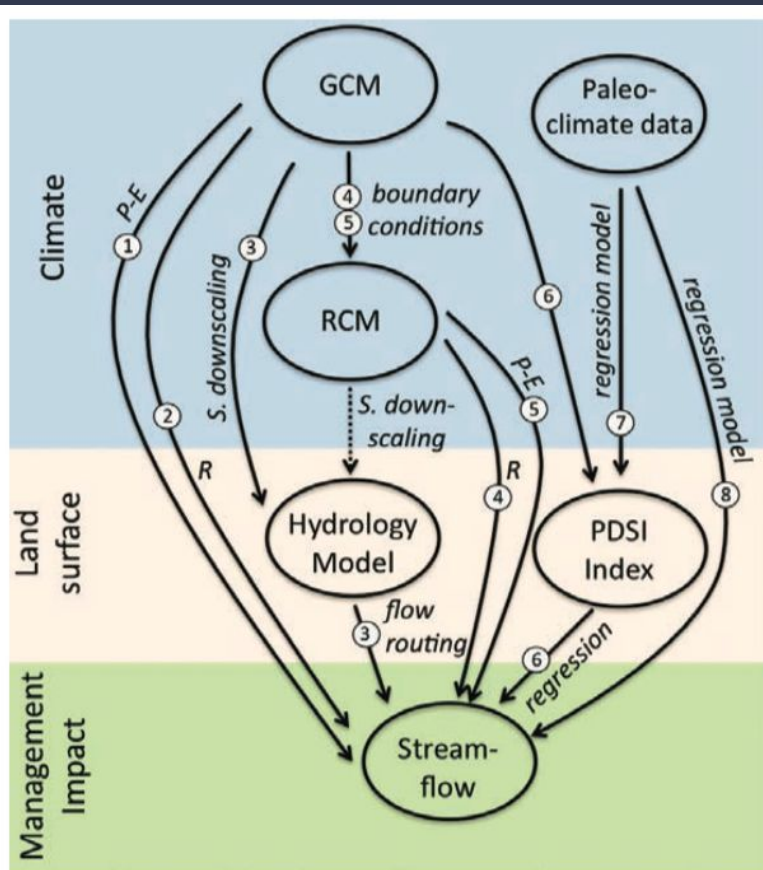 GCM
Paleo-
climate data
Climate
P-E
1
2
R
3
S. downscaling
4
boundary
5
conditions
RCM
6
regression model
7
regression model
8
P-E
5
R
4
S. down-
scaling
Land
surface
Hydrology
Model
PDSI
Index
3
flow
routing
6
regression
Management
Impact
Stream-
flow